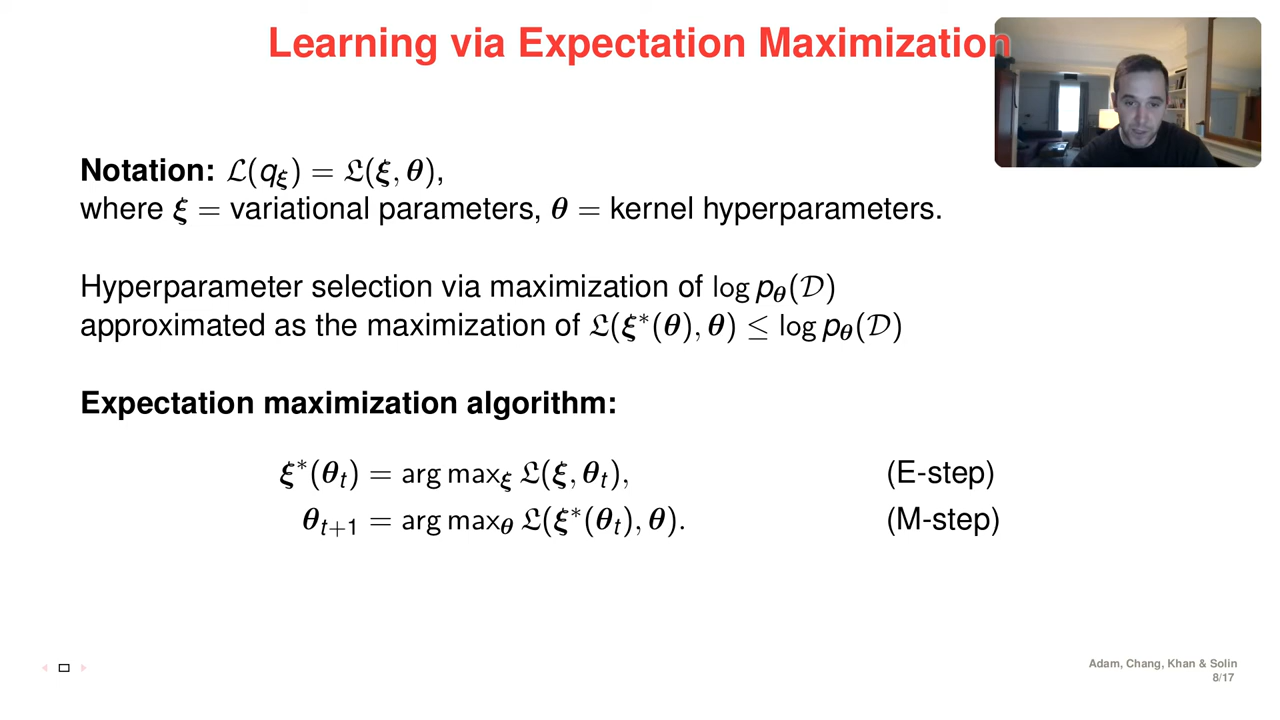 Learning via Expectation Maximization
Notation: ℒ(q_ξ) = 𝔏(ξ, θ),
where ξ = variational parameters, θ = kernel hyperparameters.
Hyperparameter selection via maximization of log p_θ(𝒟)
approximated as the maximization of 𝔏(ξ*(θ), θ) ≤ log p_θ(𝒟)
Expectation maximization algorithm:
ξ*(θ_t) = arg max_ξ 𝔏(ξ, θ_t), (E-step)
θ_{t+1} = arg max_θ 𝔏(ξ*(θ_t), θ). (M-step)
Adam, Chang, Khan & Solin
8/17